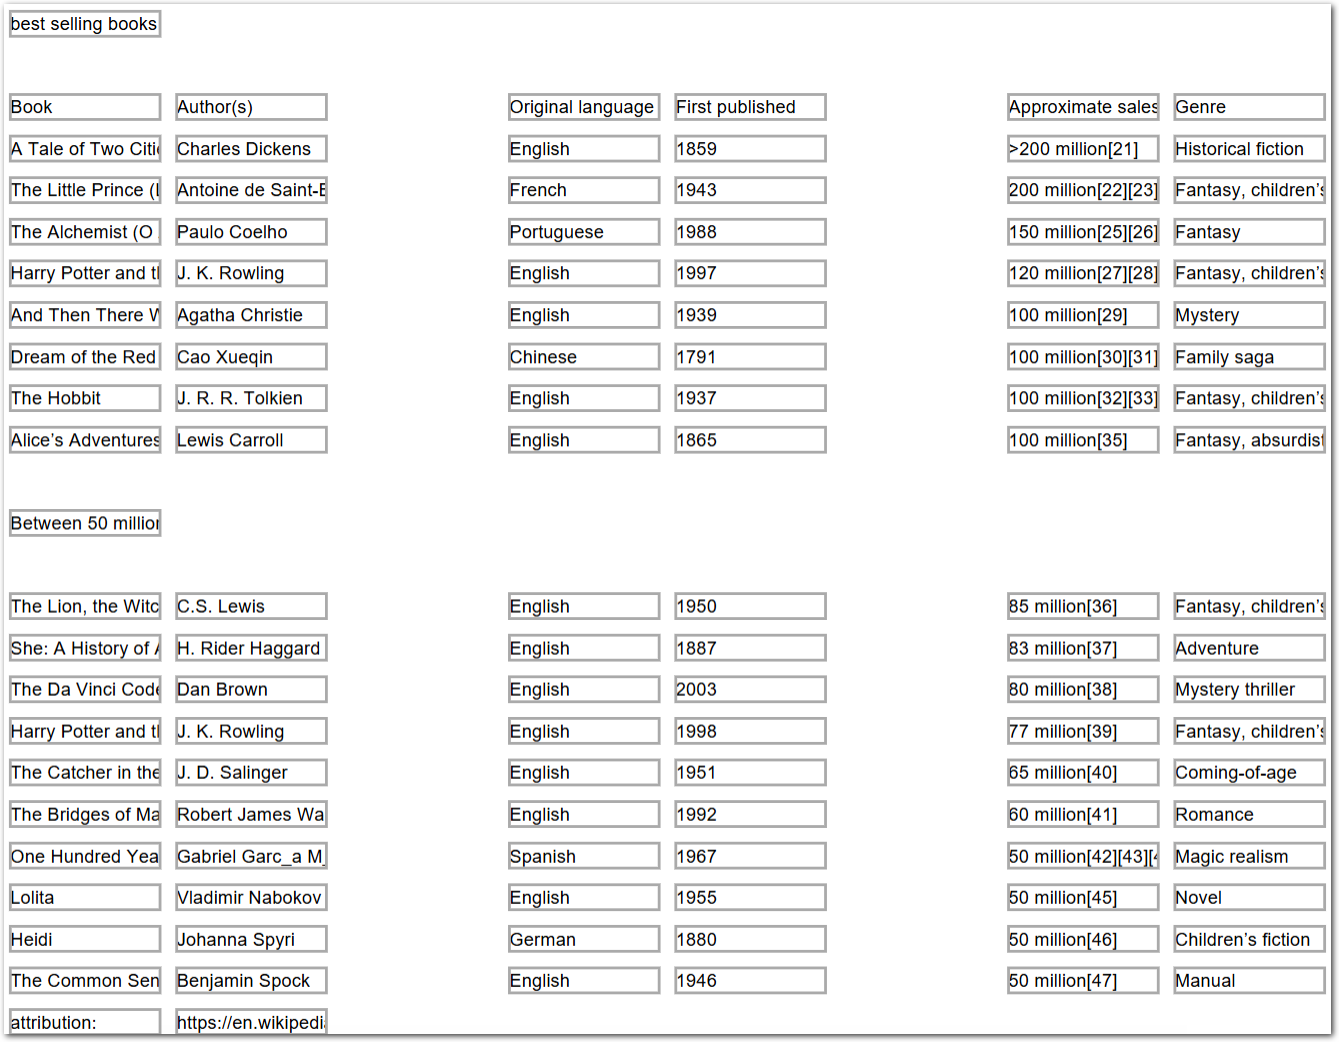 best selling books
Book Author(s) Original language First published Approximate sales Genre
A Tale of Two Citi Charles Dickens English 1859 >200 million[21] Historical fiction
The Little Prince ( Antoine de Saint-E French 1943 200 million[22][23] Fantasy, children's
The Alchemist (O Paulo Coelho Portuguese 1988 150 million[25][26] Fantasy
Harry Potter and t J. K. Rowling English 1997 120 million[27][28] Fantasy, children's
And Then There W Agatha Christie English 1939 100 million[29] Mystery
Dream of the Red Cao Xueqin Chinese 1791 100 million[30][31] Family saga
The Hobbit J. R. R. Tolkien English 1937 100 million[32][33] Fantasy, children's
Alice’s Adventures Lewis Carroll English 1865 100 million[35] Fantasy, absurdist
Between 50 million
The Lion, the Witc C.S. Lewis English 1950 85 million[36] Fantasy, children’s
She: A History of A H. Rider Haggard English 1887 83 million[37] Adventure
The Da Vinci Code Dan Brown English 2003 80 million[38] Mystery thriller
Harry Potter and t J. K. Rowling English 1998 77 million[39] Fantasy, children’s
The Catcher in the J. D. Salinger English 1951 65 million[40] Coming-of-age
The Bridges of Ma Robert James Wa English 1992 60 million[41] Romance
One Hundred Yea Gabriel Garc_a M_ Spanish 1967 50 million[42][43][4 Magic realism
Lolita Vladimir Nabokov English 1955 50 million[45] Novel
Heidi Johanna Spyri German 1880 50 million[46] Children’s fiction
The Common Sen Benjamin Spock English 1946 50 million[47] Manual
attribution: https://en.wikipedi